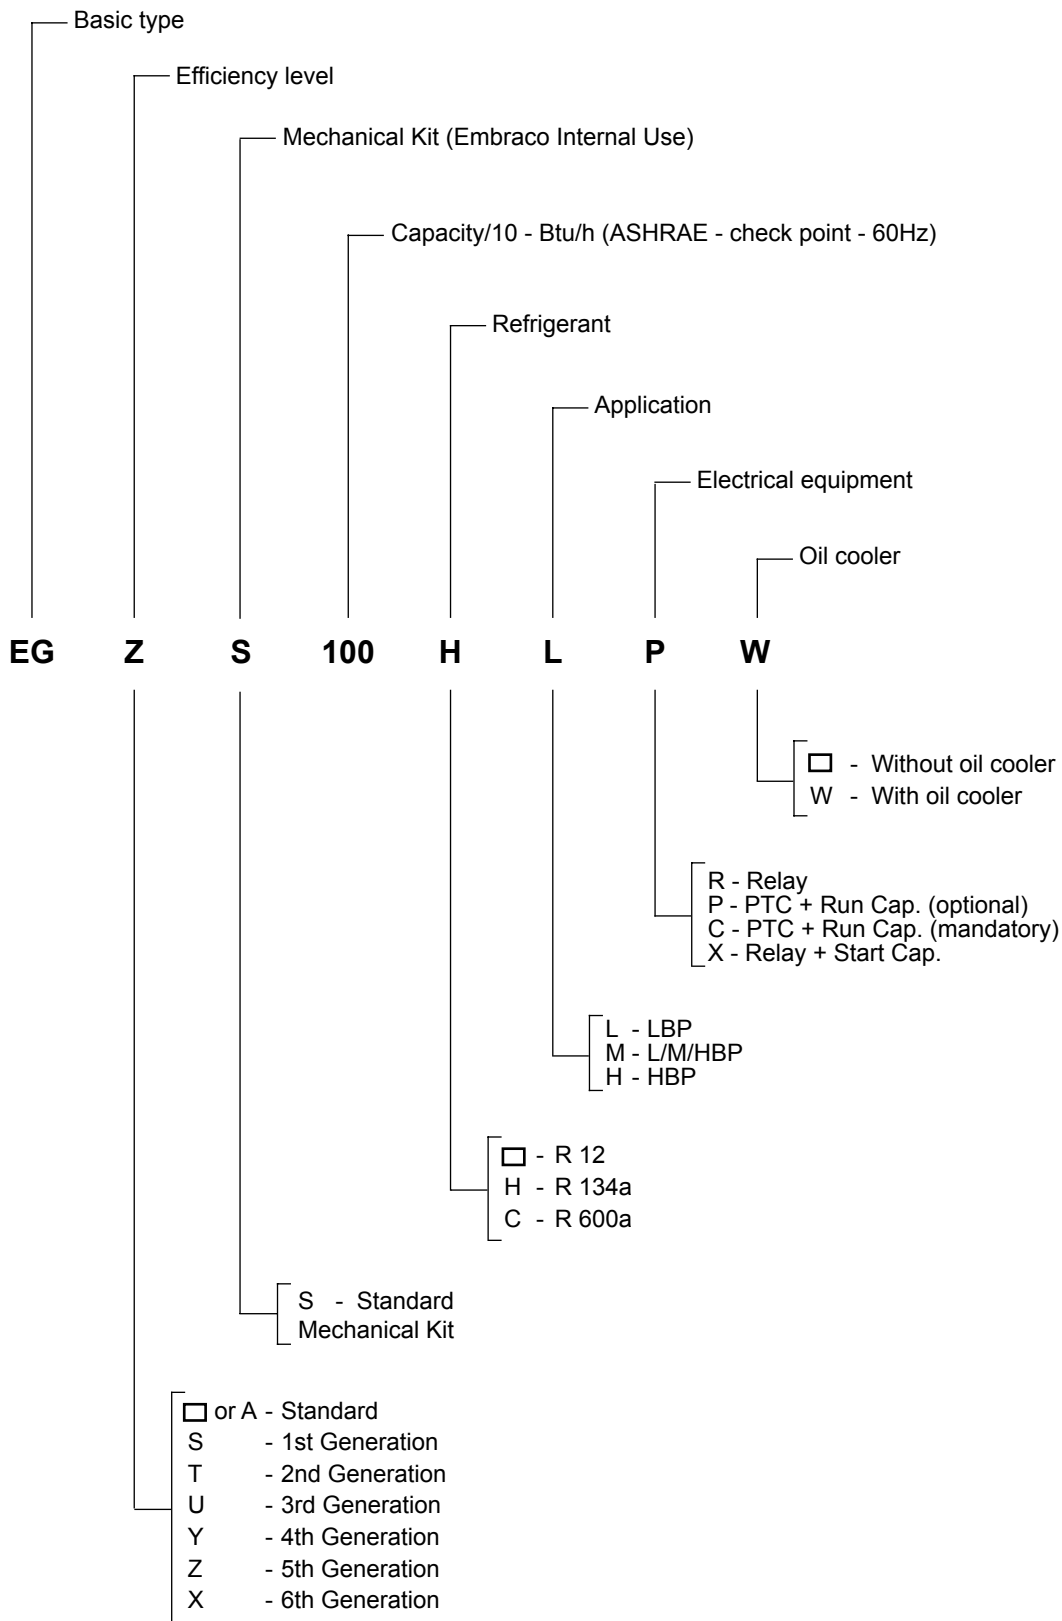 Basic type
Efficiency level
Mechanical Kit (Embraco Internal Use)
Capacity/10 - Btu/h (ASHRAE - check point - 60Hz)
Refrigerant
Application
Electrical equipment
Oil cooler
EG Z S 100 H L P W
- Without oil cooler
W - With oil cooler
R - Relay
P - PTC + Run Cap. (optional)
C - PTC + Run Cap. (mandatory)
X - Relay + Start Cap.
L - LBP
M - L/M/HBP
H - HBP
- R 12
H - R 134a
C - R 600a
S - Standard
Mechanical Kit
or A - Standard
S - 1st Generation
T - 2nd Generation
U - 3rd Generation
Y - 4th Generation
Z - 5th Generation
X - 6th Generation